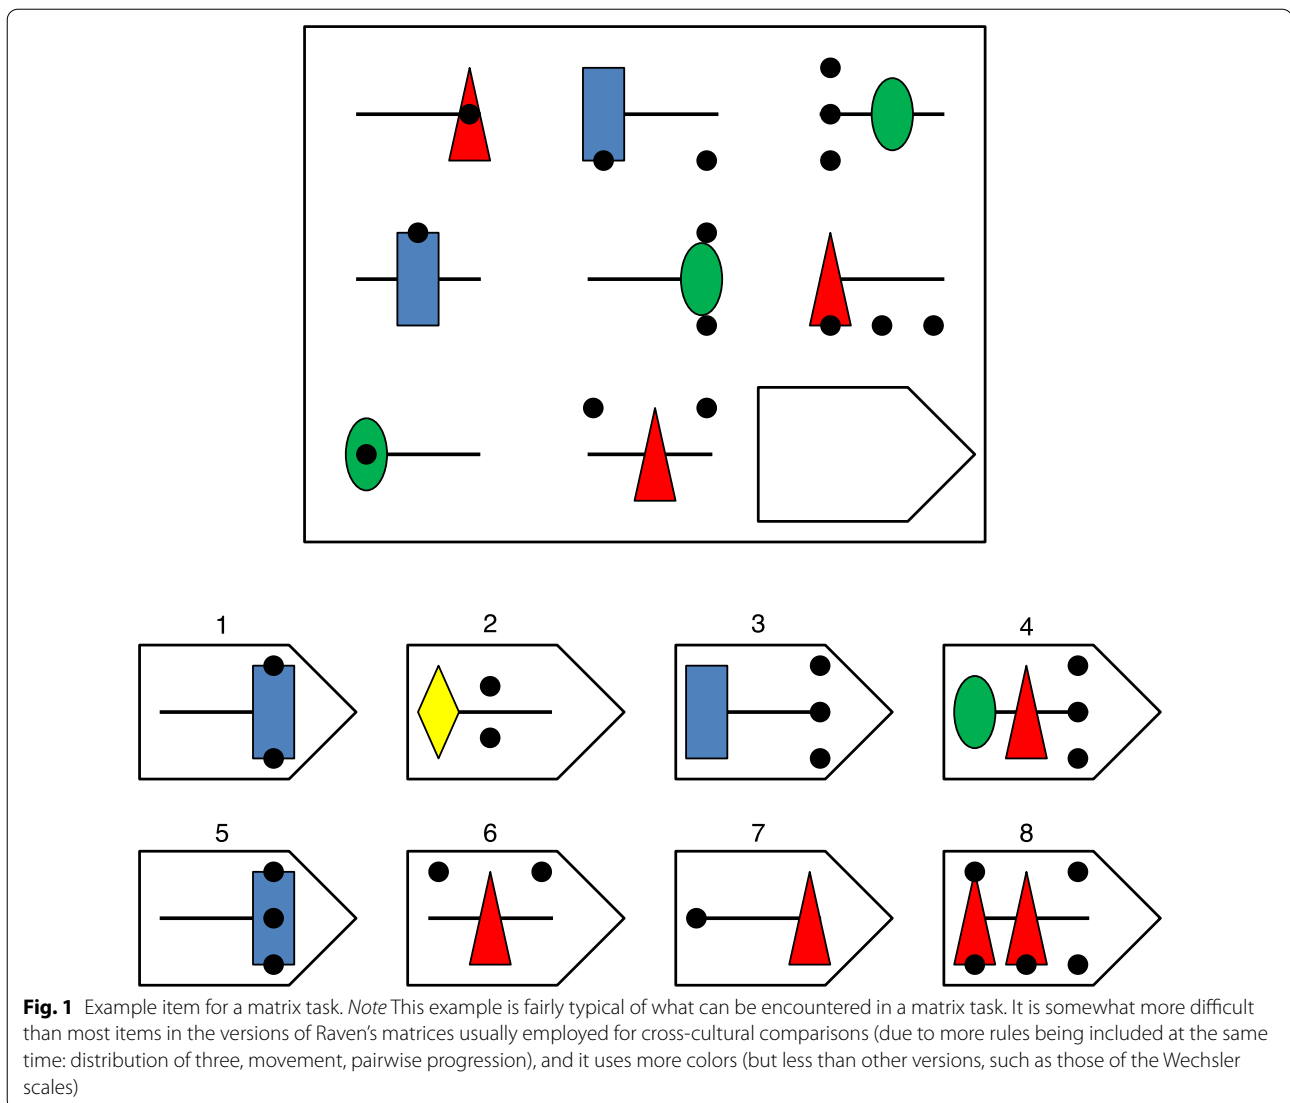 1 2 3 4
5 6 7 8
Fig. 1 Example item for a matrix task. Note This example is fairly typical of what can be encountered in a matrix task. It is somewhat more difficult
than most items in the versions of Raven’s matrices usually employed for cross-cultural comparisons (due to more rules being included at the same
time: distribution of three, movement, pairwise progression), and it uses more colors (but less than other versions, such as those of the Wechsler
scales)